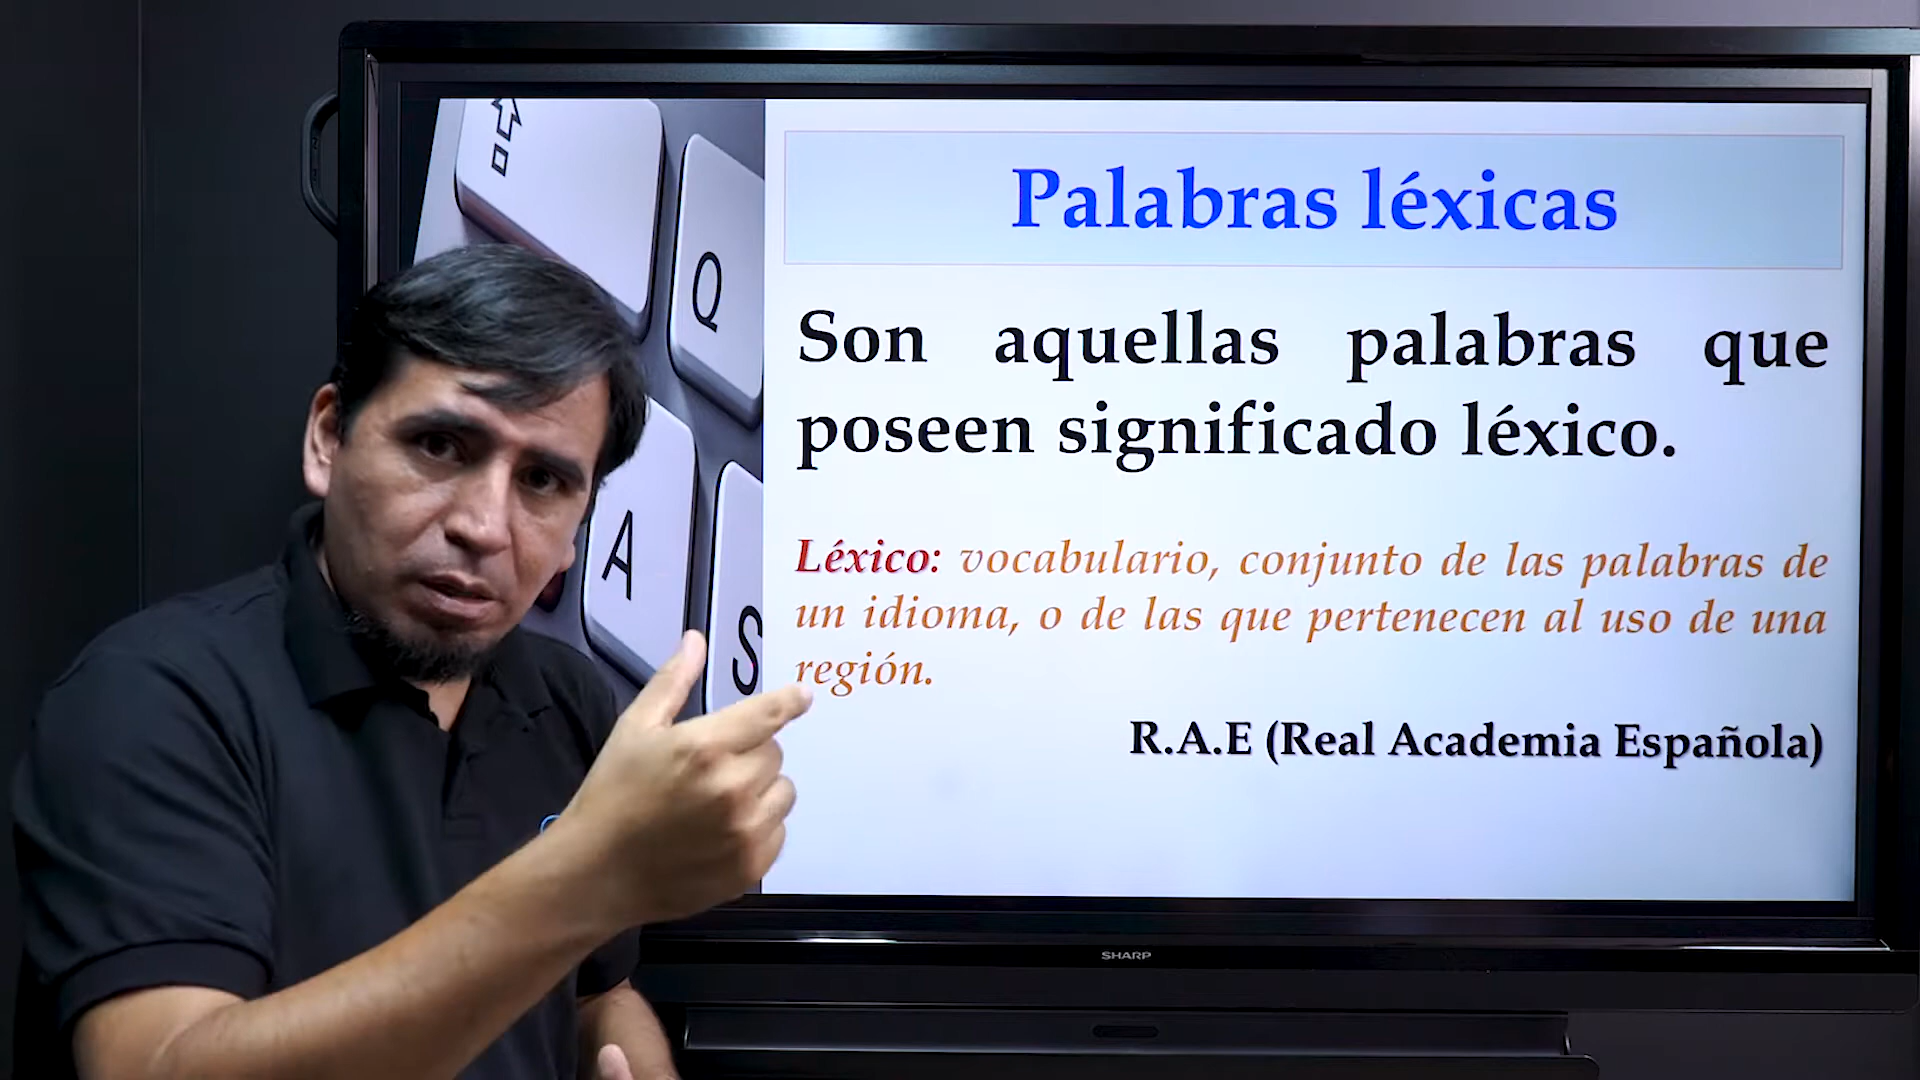 Palabras léxicas
Son aquellas palabras que
poseen significado léxico.
Léxico: vocabulario, conjunto de las palabras de
un idioma, o de las que pertenecen al uso de una
región.
R.A.E (Real Academia Española)
Q
A
S
SHARP